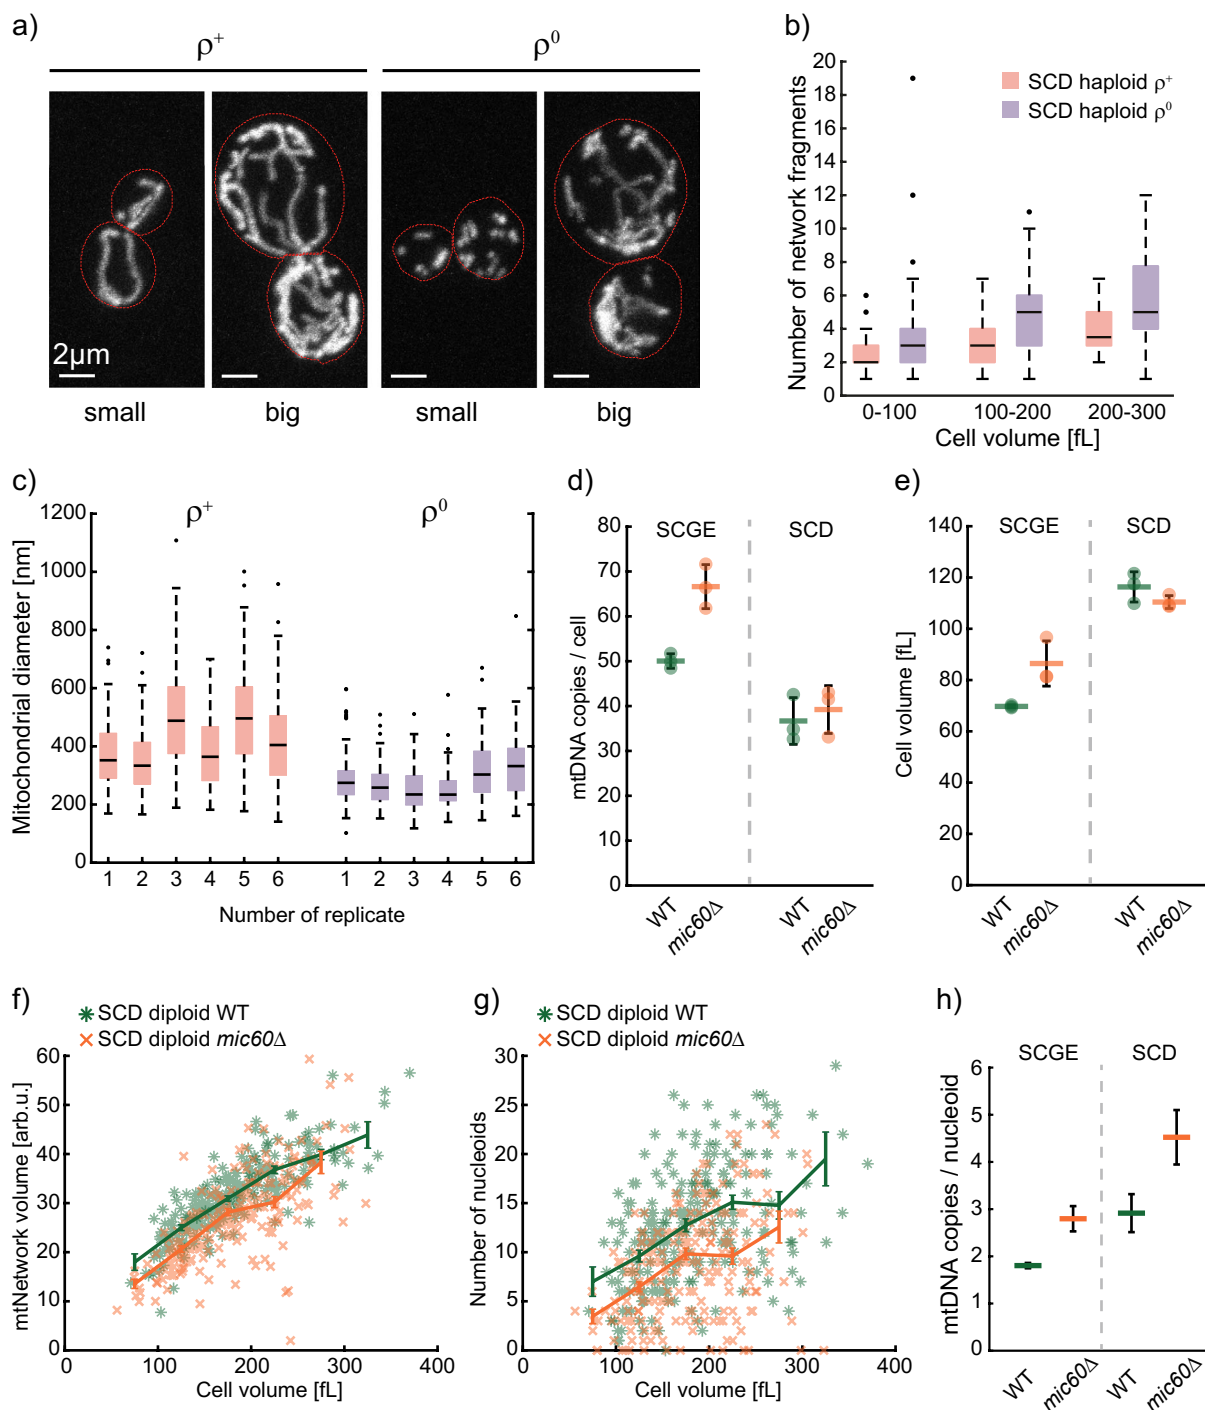 a)
ρ⁺
ρ⁰
2μm
small
big
small
big
b)
Number of network fragments
20
18
16
14
12
10
8
6
4
2
0
SCD haploid ρ⁺
SCD haploid ρ⁰
0-100
100-200
200-300
Cell volume [fL]
c)
Mitochondrial diameter [nm]
1200
1000
800
600
400
200
0
ρ⁺
ρ⁰
1 2 3 4 5 6
1 2 3 4 5 6
Number of replicate
d)
mtDNA copies / cell
80
70
60
50
40
30
20
10
0
SCGE
SCD
WT
mic60Δ
WT
mic60Δ
e)
Cell volume [fL]
140
120
100
80
60
40
20
0
SCGE
SCD
WT
mic60Δ
WT
mic60Δ
f)
SCD diploid WT
SCD diploid mic60Δ
mtNetwork volume [arb.u.]
60
50
40
30
20
10
0
0 100 200 300 400
Cell volume [fL]
g)
SCD diploid WT
SCD diploid mic60Δ
Number of nucleoids
30
25
20
15
10
5
0
0 100 200 300 400
Cell volume [fL]
h)
mtDNA copies / nucleoid
6
5
4
3
2
1
0
SCGE
SCD
WT
mic60Δ
WT
mic60Δ